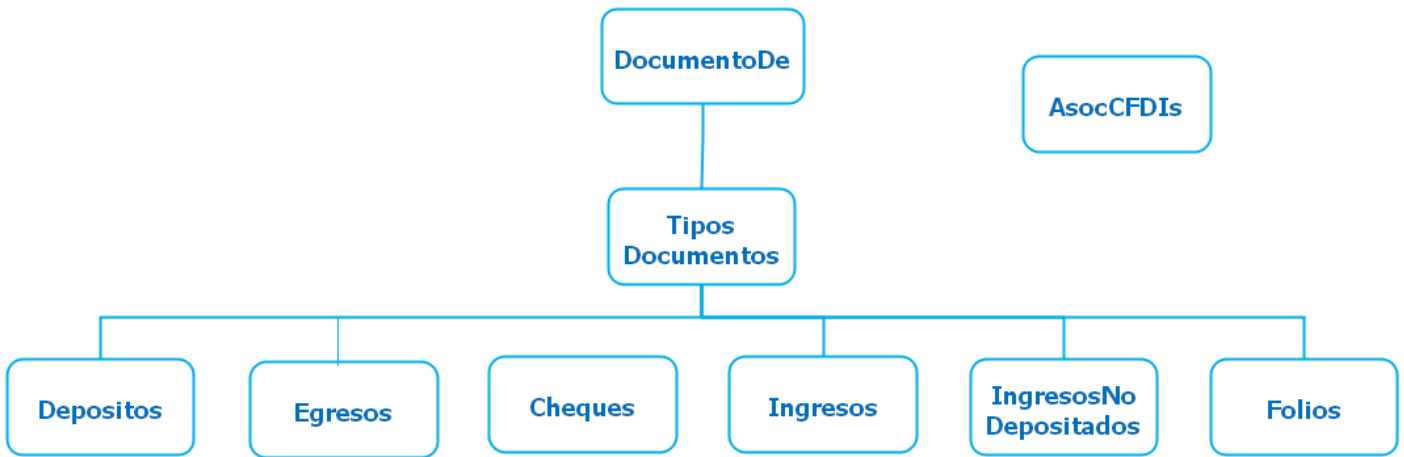 DocumentoDe
AsocCFDIs
Tipos
Documentos
Depositos
Egresos
Cheques
Ingresos
IngresosNo
Depositados
Folios